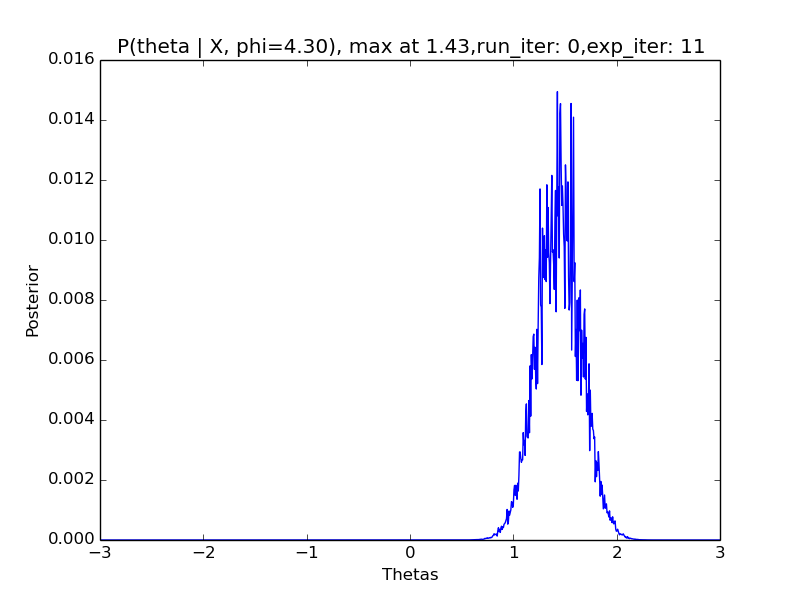 P(theta | X, phi=4.30), max at 1.43,run_iter: 0,exp_iter: 11
0.016
0.014
0.012
0.010
0.008
0.006
0.004
0.002
0.000
Posterior
−3 −2 −1 0 1 2 3
Thetas